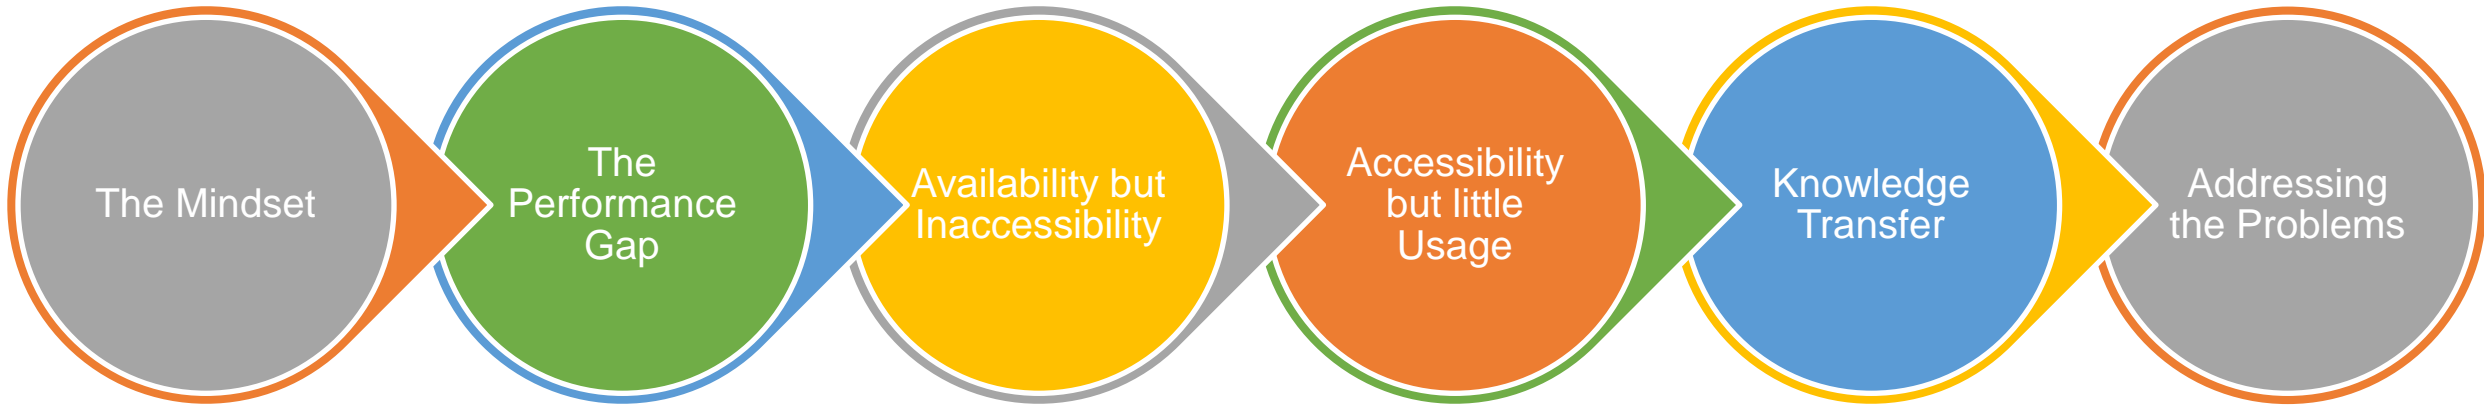 The Mindset
The
Performance
Gap
Availability but
Inaccessibility
Accessibility
but little
Usage
Knowledge
Transfer
Addressing
the Problems